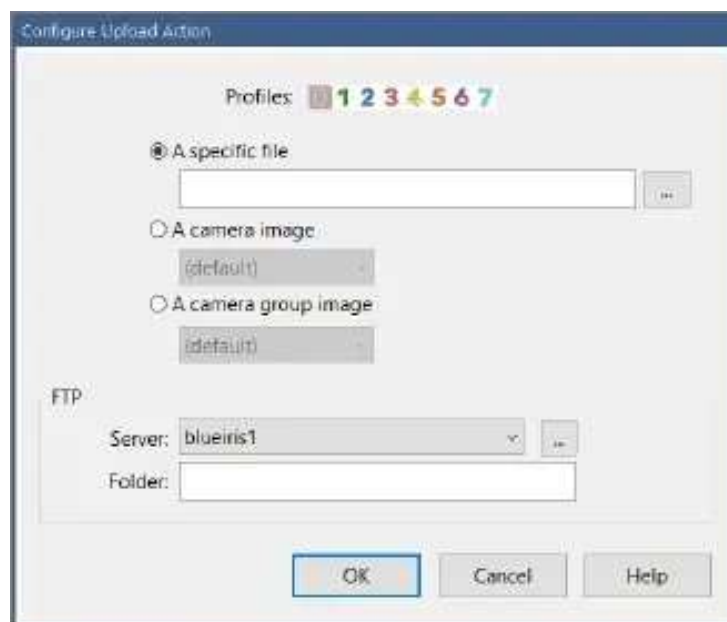 Configure Upload Action
Profiles: 1 2 3 4 5 6 7
A specific file
...
A camera image
(default)
A camera group image
(default)
FTP
Server: blueiris1 ...
Folder:
OK Cancel Help